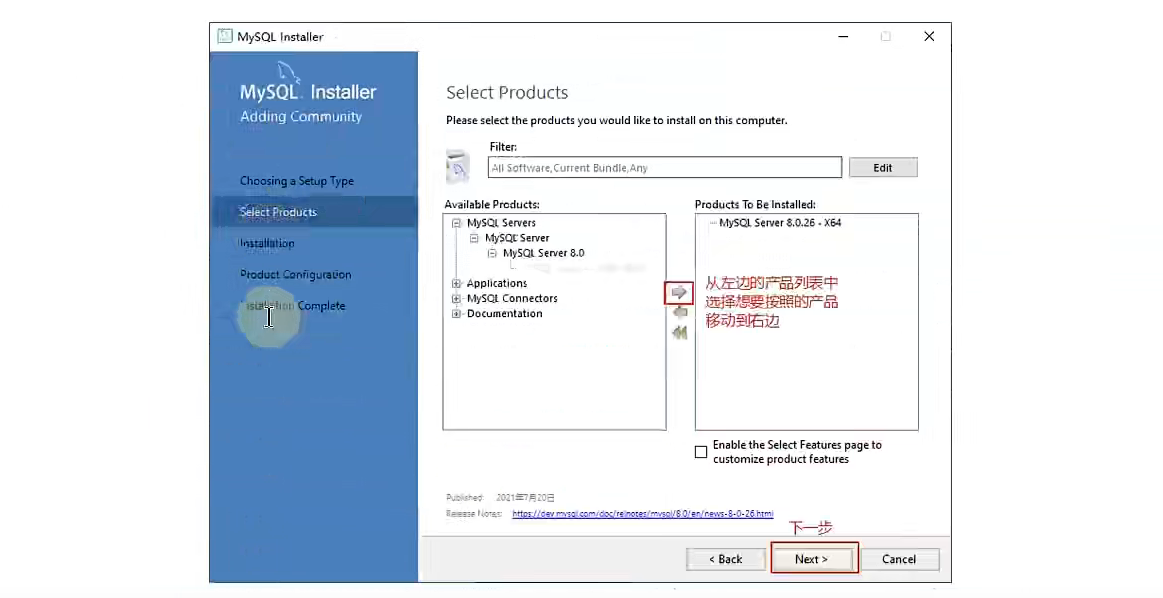 MySQL Installer
MySQL Installer
Adding Community
Choosing a Setup Type
Select Products
Installation
Product Configuration
Complete
Select Products
Please select the products you would like to install on this computer.
Filter:
All Software,Current Bundle,Any
Edit
Available Products:
MySQL Servers
MySQL Server
MySQL Server 8.0
Applications
MySQL Connectors
Documentation
Products To Be Installed:
MySQL Server 8.0.26 - X64
从左边的产品列表中
选择想要按照的产品
移动到右边
Enable the Select Features page to
customize product features
Published: 2021年7月20日
Release Notes: https://dev.mysql.com/doc/relnotes/mysql/8.0/en/news-8-0-26.html
下一步
< Back
Next >
Cancel